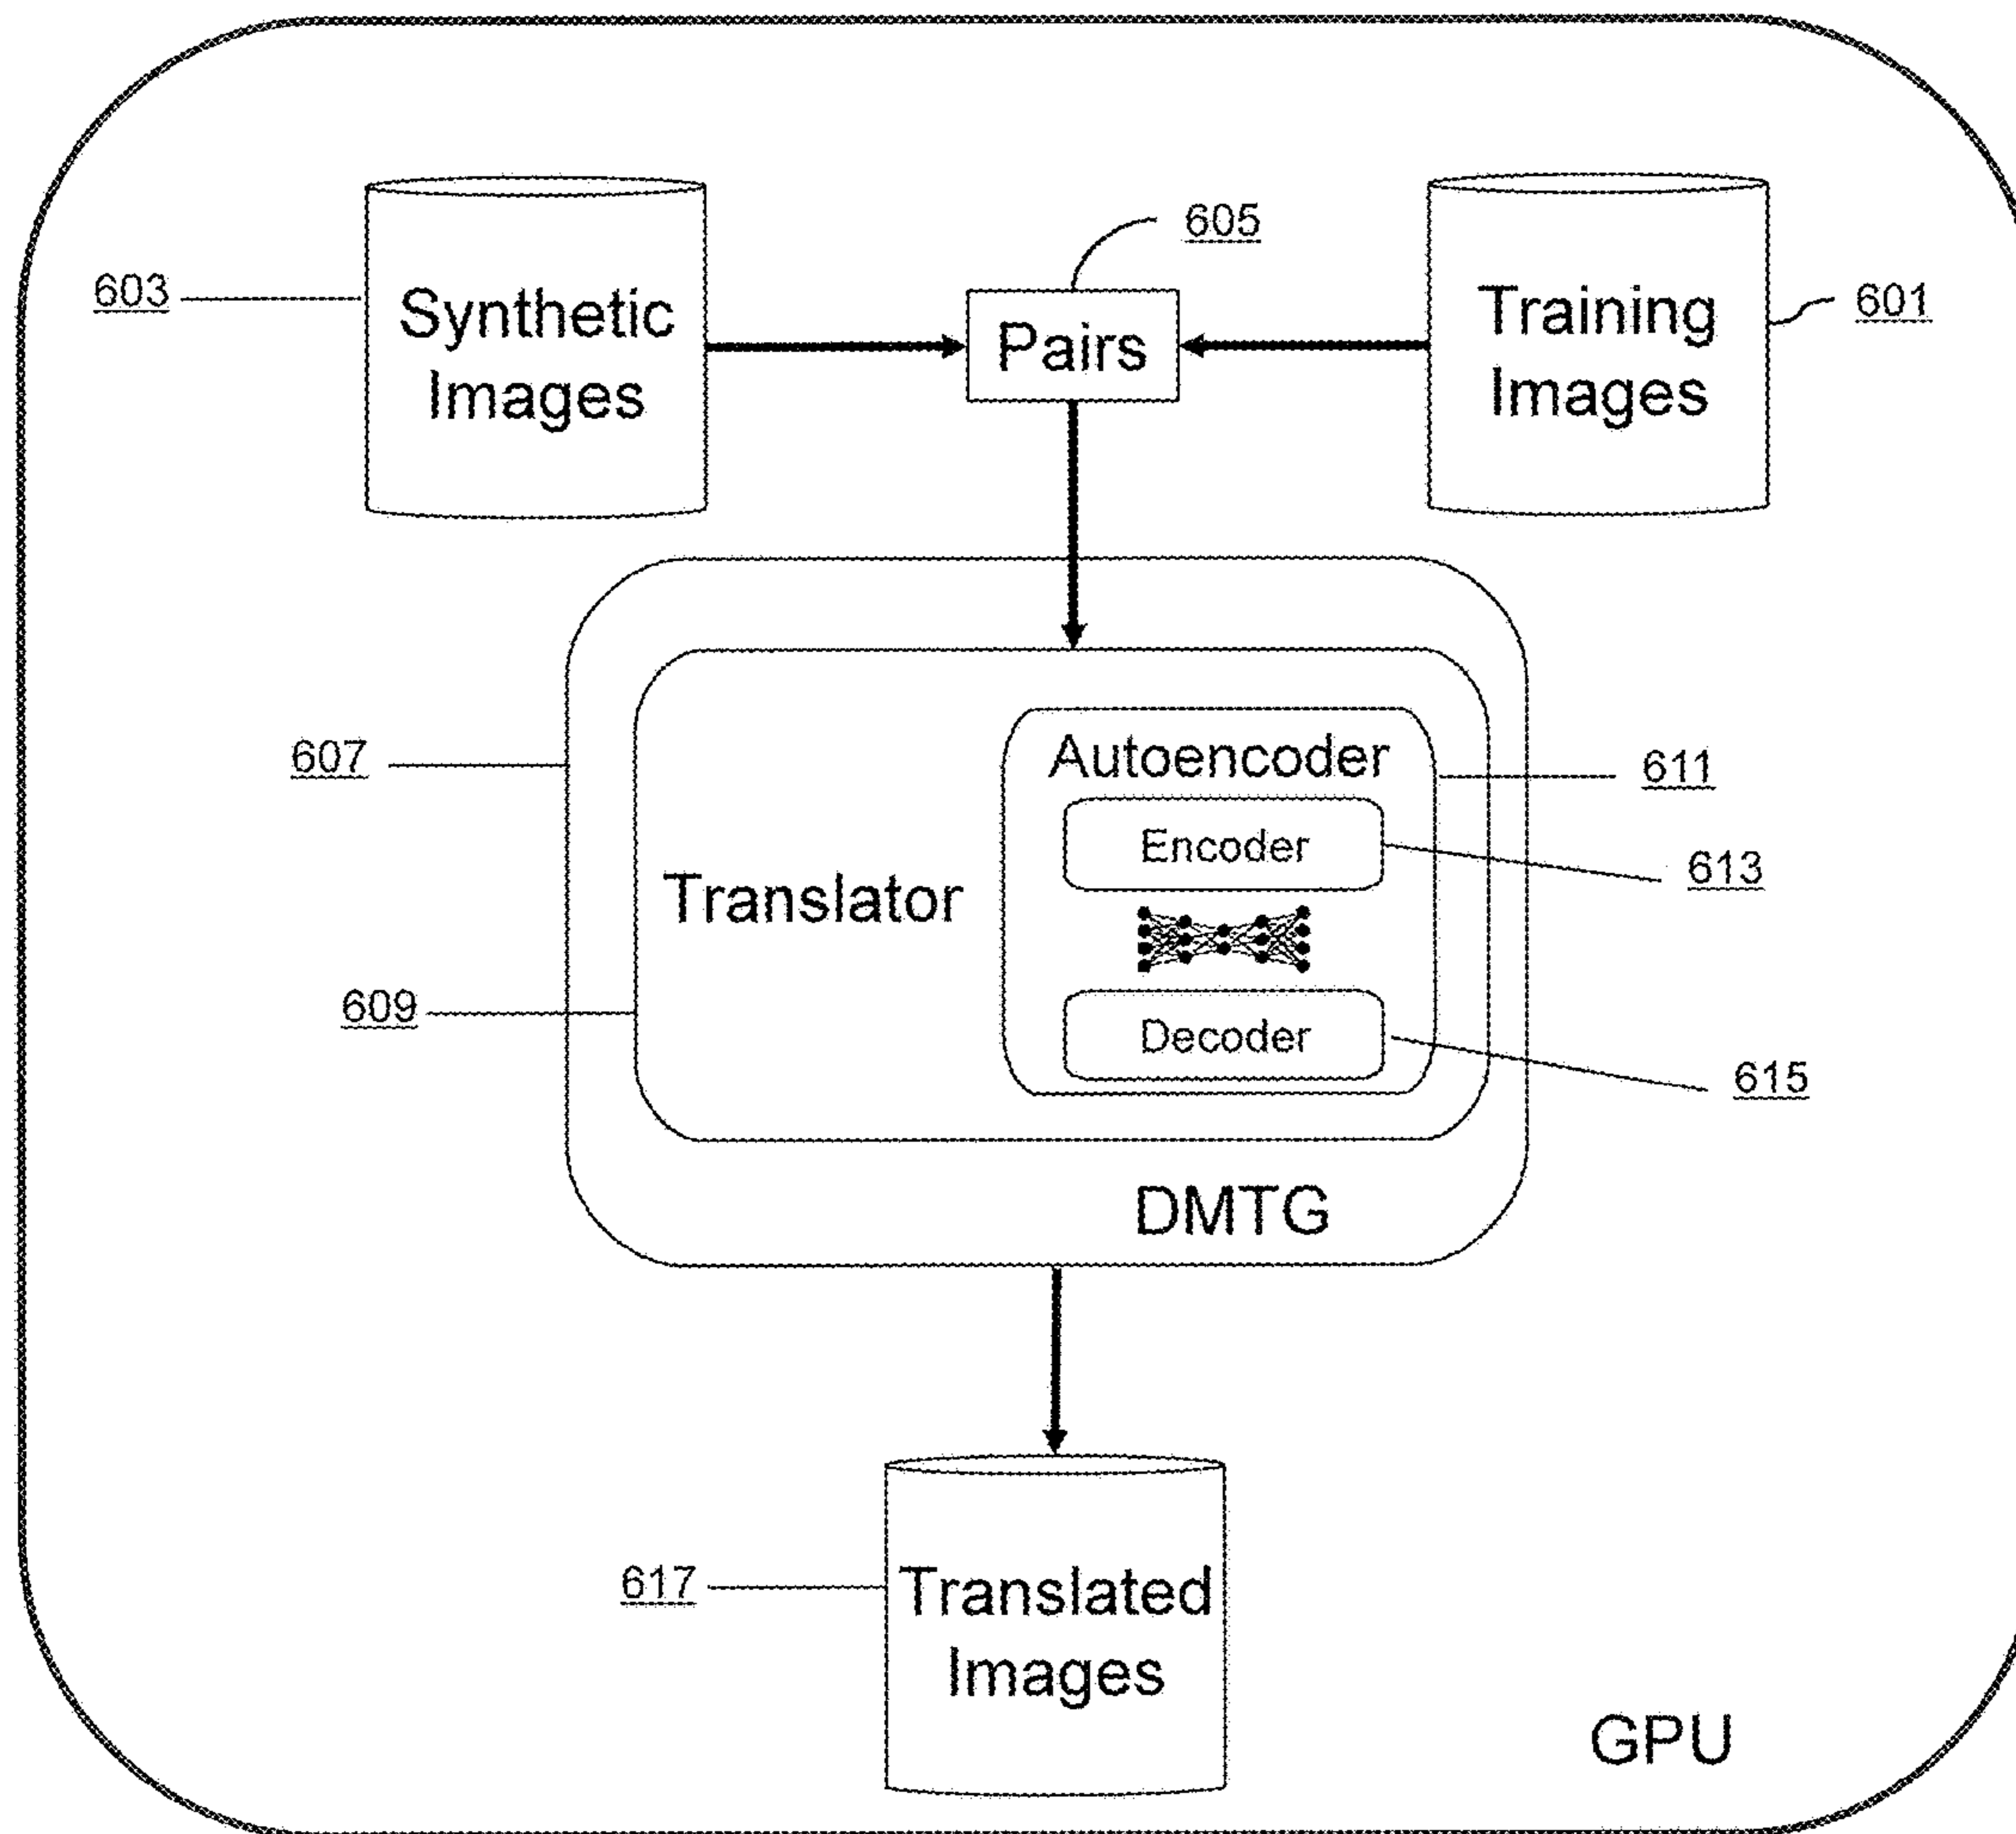 605
603
Synthetic
Images
Pairs
Training
Images
601
607
Autoencoder
611
Encoder
613
Translator
609
Decoder
615
DMTG
617
Translated
Images
GPU